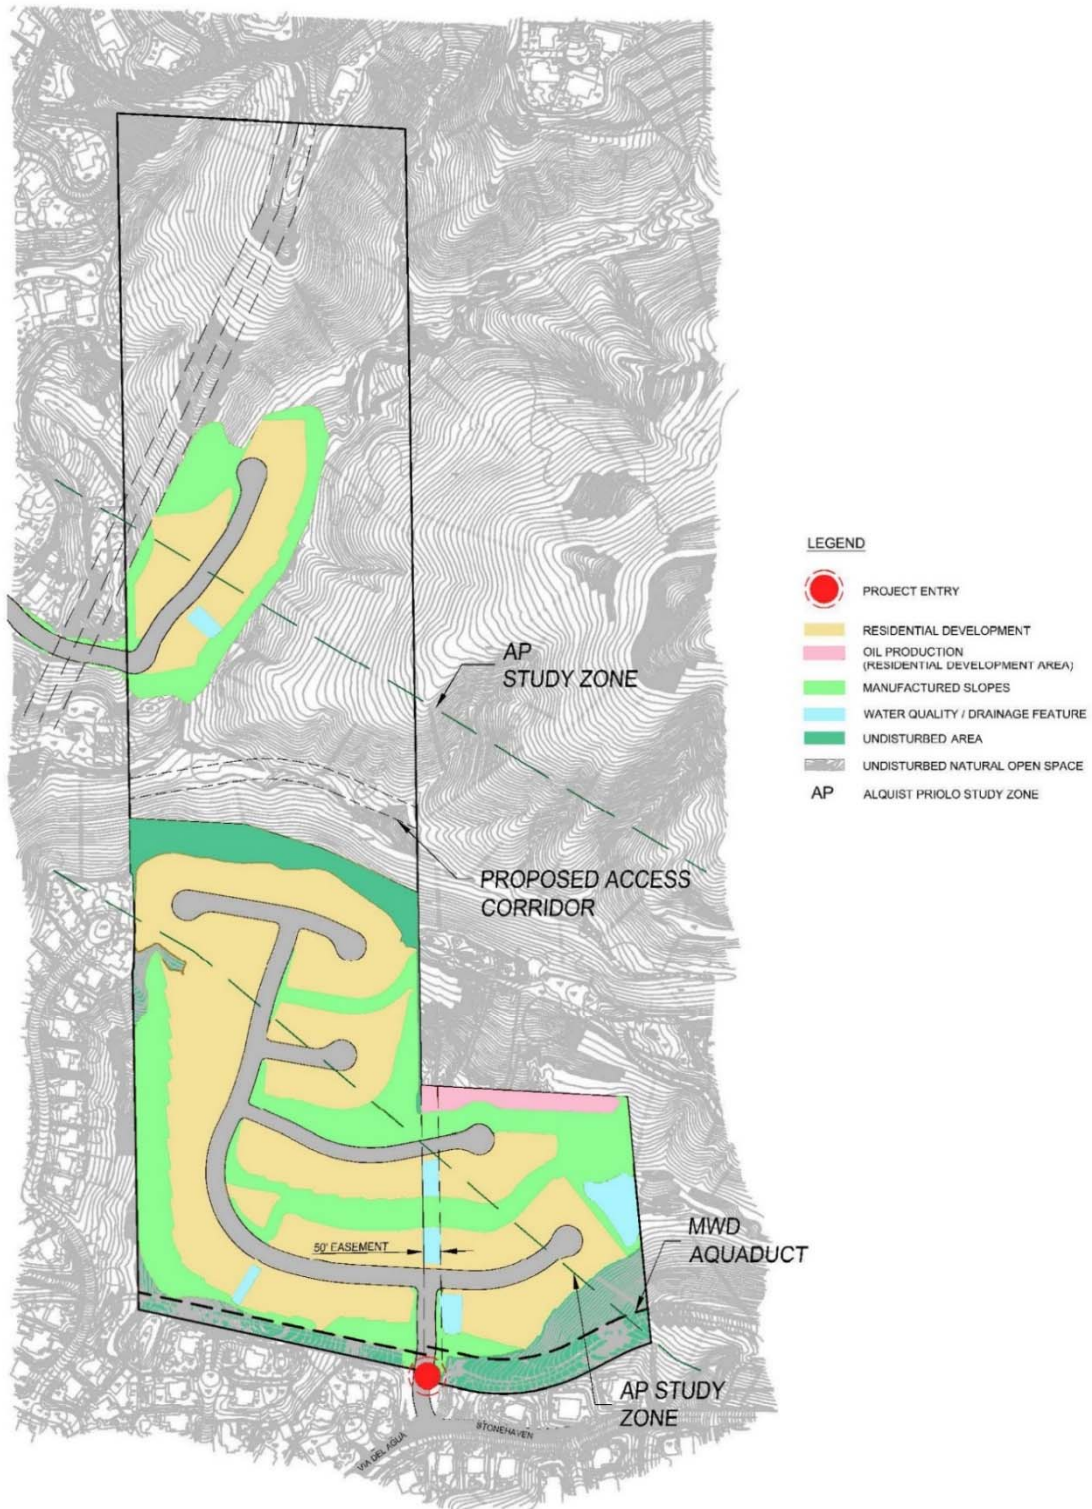 LEGEND
PROJECT ENTRY
RESIDENTIAL DEVELOPMENT
OIL PRODUCTION
(RESIDENTIAL DEVELOPMENT AREA)
MANUFACTURED SLOPES
WATER QUALITY / DRAINAGE FEATURE
UNDISTURBED AREA
UNDISTURBED NATURAL OPEN SPACE
AP ALQUIST PRIOLO STUDY ZONE
AP
STUDY ZONE
PROPOSED ACCESS
CORRIDOR
MWD
AQUADUCT
50' EASEMENT
AP STUDY
ZONE
STONEHAVEN
VIA DEL AGUA